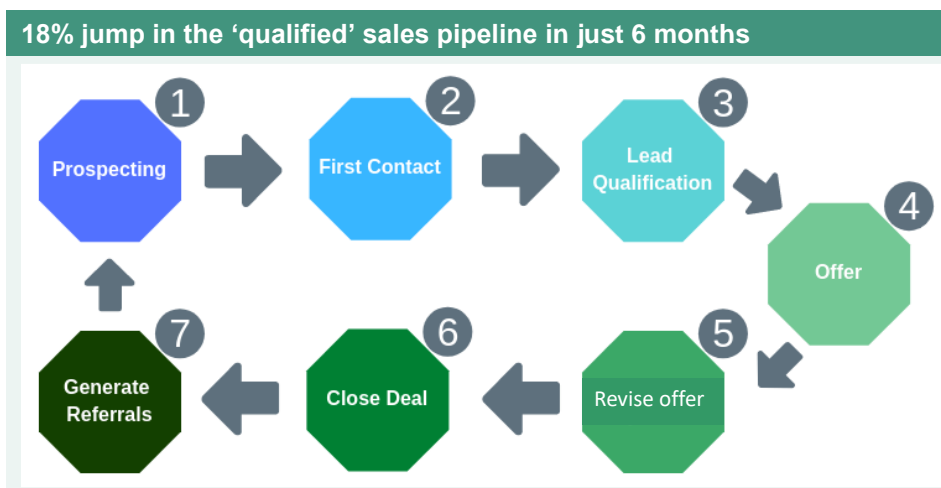 18% jump in the ‘qualified’ sales pipeline in just 6 months
1
Prospecting
2
First Contact
3
Lead
Qualification
4
Offer
5
Revise offer
6
Close Deal
7
Generate
Referrals